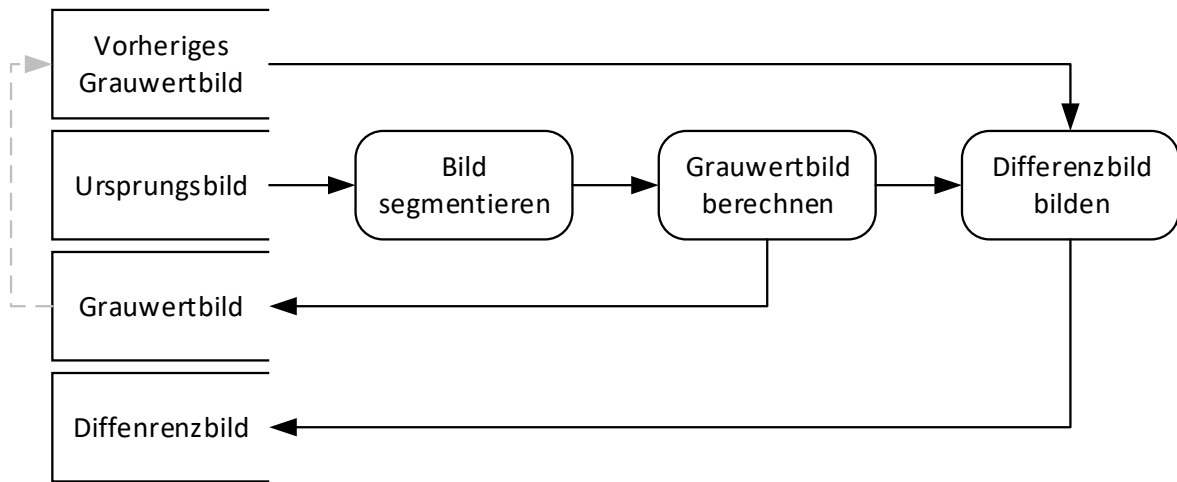 Vorheriges
Grauwertbild
Ursprungsbild
Bild
segmentieren
Grauwertbild
berechnen
Differenzbild
bilden
Grauwertbild
Diffenrenzbild